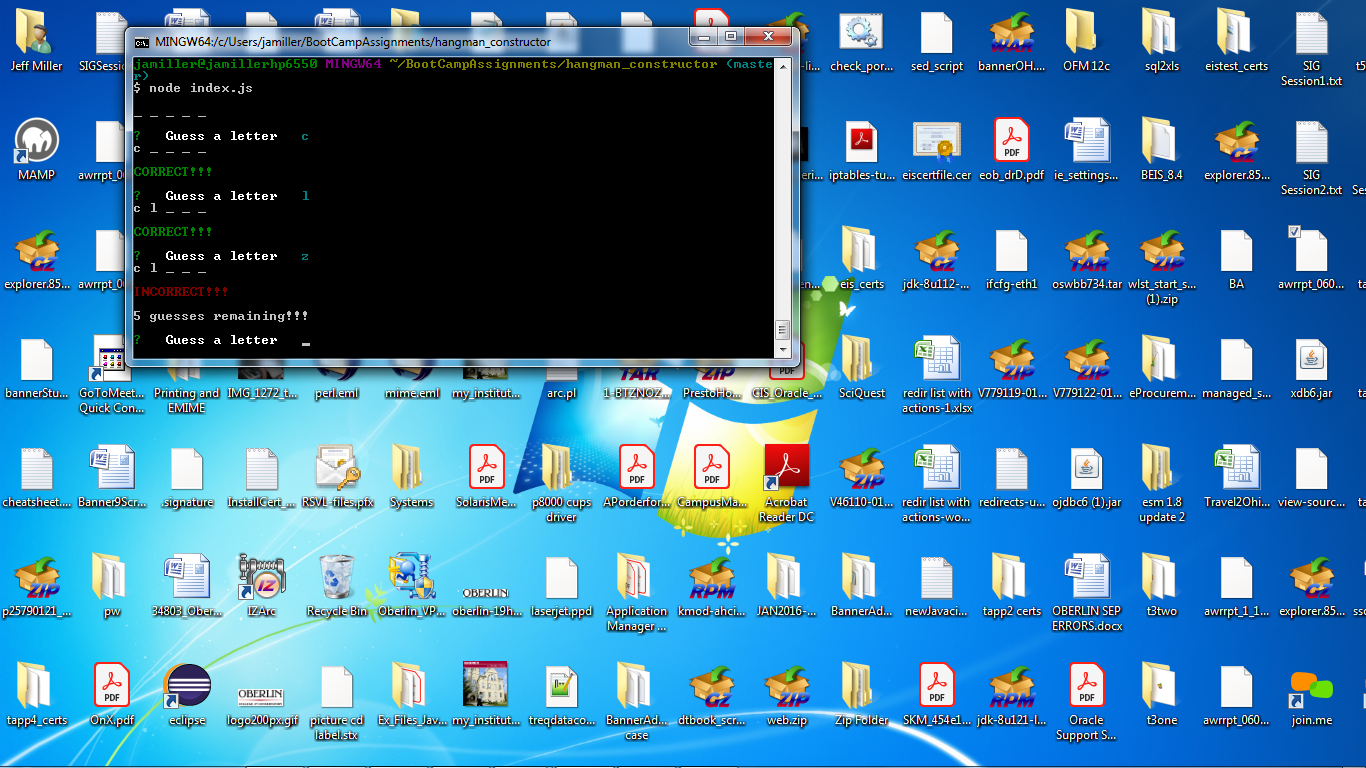 MINGW64:/c/Users/jamiller/BootCampAssignments/hangman_constructor
jamiller@jamillerhp6550 MINGW64 ~/BootCampAssignments/hangman_constructor (maste
r)
$ node index.js
_ _ _ _ _
? Guess a letter c
c _ _ _ _
CORRECT!!!
? Guess a letter l
c l _ _ _
CORRECT!!!
? Guess a letter z
c l _ _ _
INCORRECT!!!
5 guesses remaining!!!
? Guess a letter _
Jeff Miller
SIGSessi...
check_por...
sed_script
bannerOH....
OFM 12c
sql2xls
eistest_certs
SIG
Session1.txt
MAMP
awrrpt_06...
iptables-tu...
eiscertfile.cer
eob_drD.pdf
ie_settings...
BEIS_8.4
explorer.85...
SIG
Session2.txt
explorer.85...
eis_certs
jdk-8u112-...
ifcfg-eth1
oswbb734.tar
wlst_start_s...
(1).zip
BA
awrrpt_060...
bannerStu...
GoToMeet...
Quick Con...
Printing and
EMIME
IMG_1272_t...
perl.eml
mime.eml
my_institut...
arc.pl
1-BTZNOZ...
PrestoHo...
CIS_Oracle_...
SciQuest
redir list with
actions-1.xlsx
V779119-01...
V779122-01...
eProcurem...
managed_s...
xdb6.jar
cheatsheet...
Banner9Scr...
.signature
InstallCert_...
RSVL-files.pfx
Systems
SolarisMe...
p8000 cups
driver
APorderfor...
CampusMa...
Acrobat
Reader DC
V46110-01...
redir list with
actions-wo...
redirects-u...
ojdbc6 (1).jar
esm 1.8
update 2
Travel2Ohi...
view-sourc...
p25790121_...
pw
34803_Ober...
IZArc
Recycle Bin
Oberlin_VP...
oberlin-19h...
laserjet.ppd
Application
Manager ...
kmod-ahci...
JAN2016-...
BannerAd...
newJavaci...
tapp2 certs
OBERLIN SEP
ERRORS.docx
t3two
awrrpt_1_1...
explorer.85...
tapp4_certs
OnX.pdf
eclipse
OBERLIN
logo200px.gif
picture cd
label.stx
Ex_Files_Jav...
my_institut...
treqdataco...
BannerAd...
case
dtbook_scr...
web.zip
Zip Folder
SKM_454e1...
jdk-8u121-l...
Oracle
Support S...
t3one
awrrpt_060...
join.me